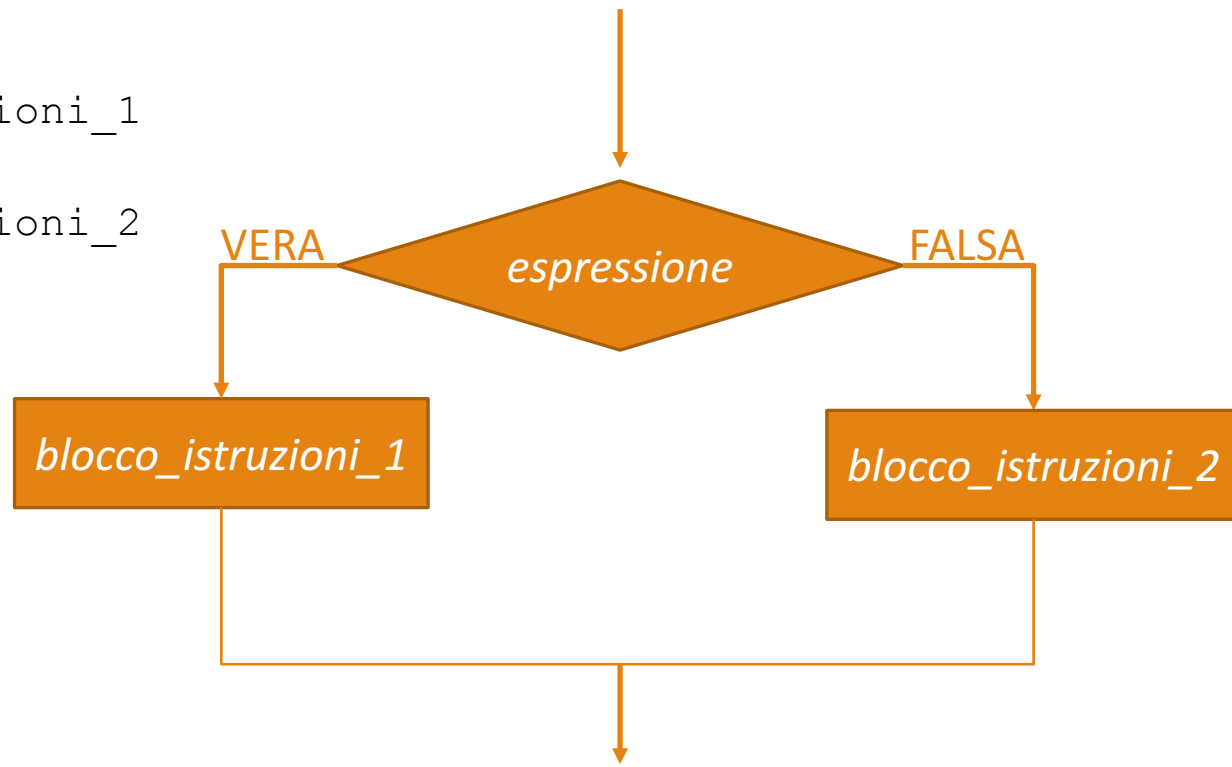 ioni_1
ioni_2
VERA
espressione
FALSA
blocco_istruzioni_1
blocco_istruzioni_2